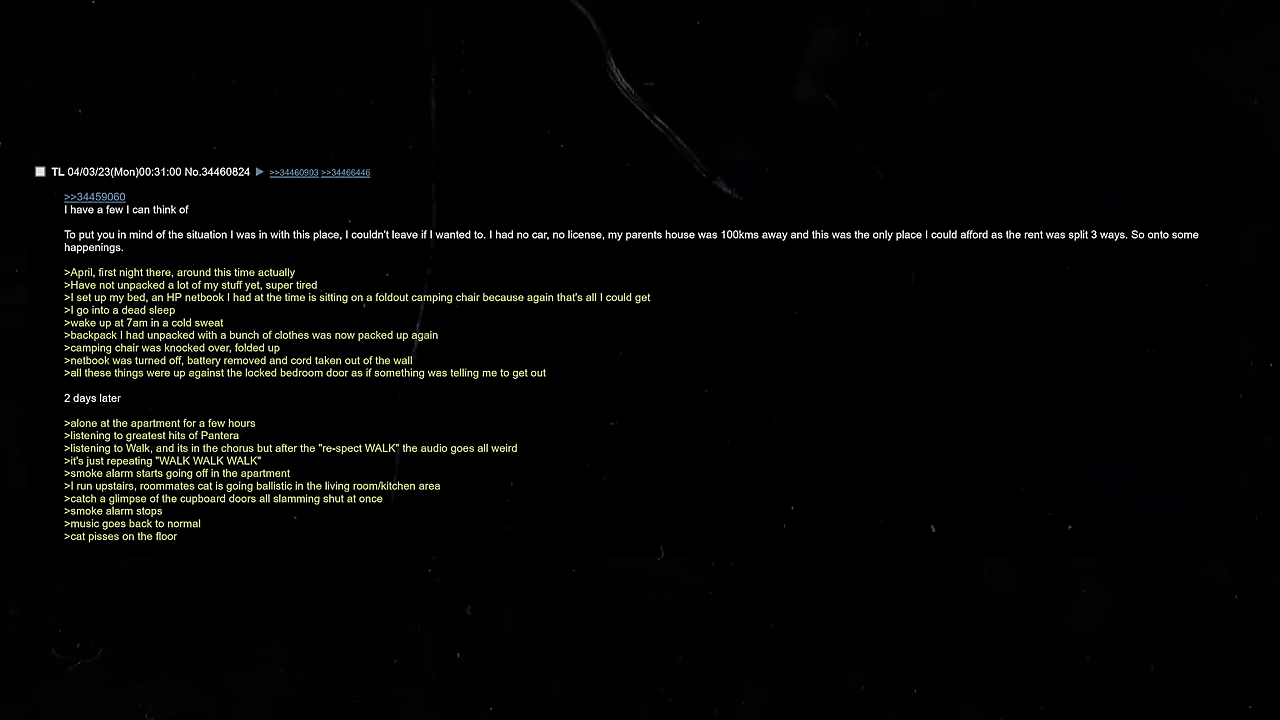 TL 04/03/23(Mon)00:31:00 No.34460824 ▶ >>34460903 >>34466446
>>34459060
I have a few I can think of
To put you in mind of the situation I was in with this place, I couldn't leave if I wanted to. I had no car, no license, my parents house was 100kms away and this was the only place I could afford as the rent was split 3 ways. So onto some
happenings.
>April, first night there, around this time actually
>Have not unpacked a lot of my stuff yet, super tired
>I set up my bed, an HP netbook I had at the time is sitting on a foldout camping chair because again that's all I could get
>I go into a dead sleep
>wake up at 7am in a cold sweat
>backpack I had unpacked with a bunch of clothes was now packed up again
>camping chair was knocked over, folded up
>netbook was turned off, battery removed and cord taken out of the wall
>all these things were up against the locked bedroom door as if something was telling me to get out
2 days later
>alone at the apartment for a few hours
>listening to greatest hits of Pantera
>listening to Walk, and its in the chorus but after the "re-spect WALK" the audio goes all weird
>it's just repeating "WALK WALK WALK"
>smoke alarm starts going off in the apartment
>I run upstairs, roommates cat is going ballistic in the living room/kitchen area
>catch a glimpse of the cupboard doors all slamming shut at once
>smoke alarm stops
>music goes back to normal
>cat pisses on the floor